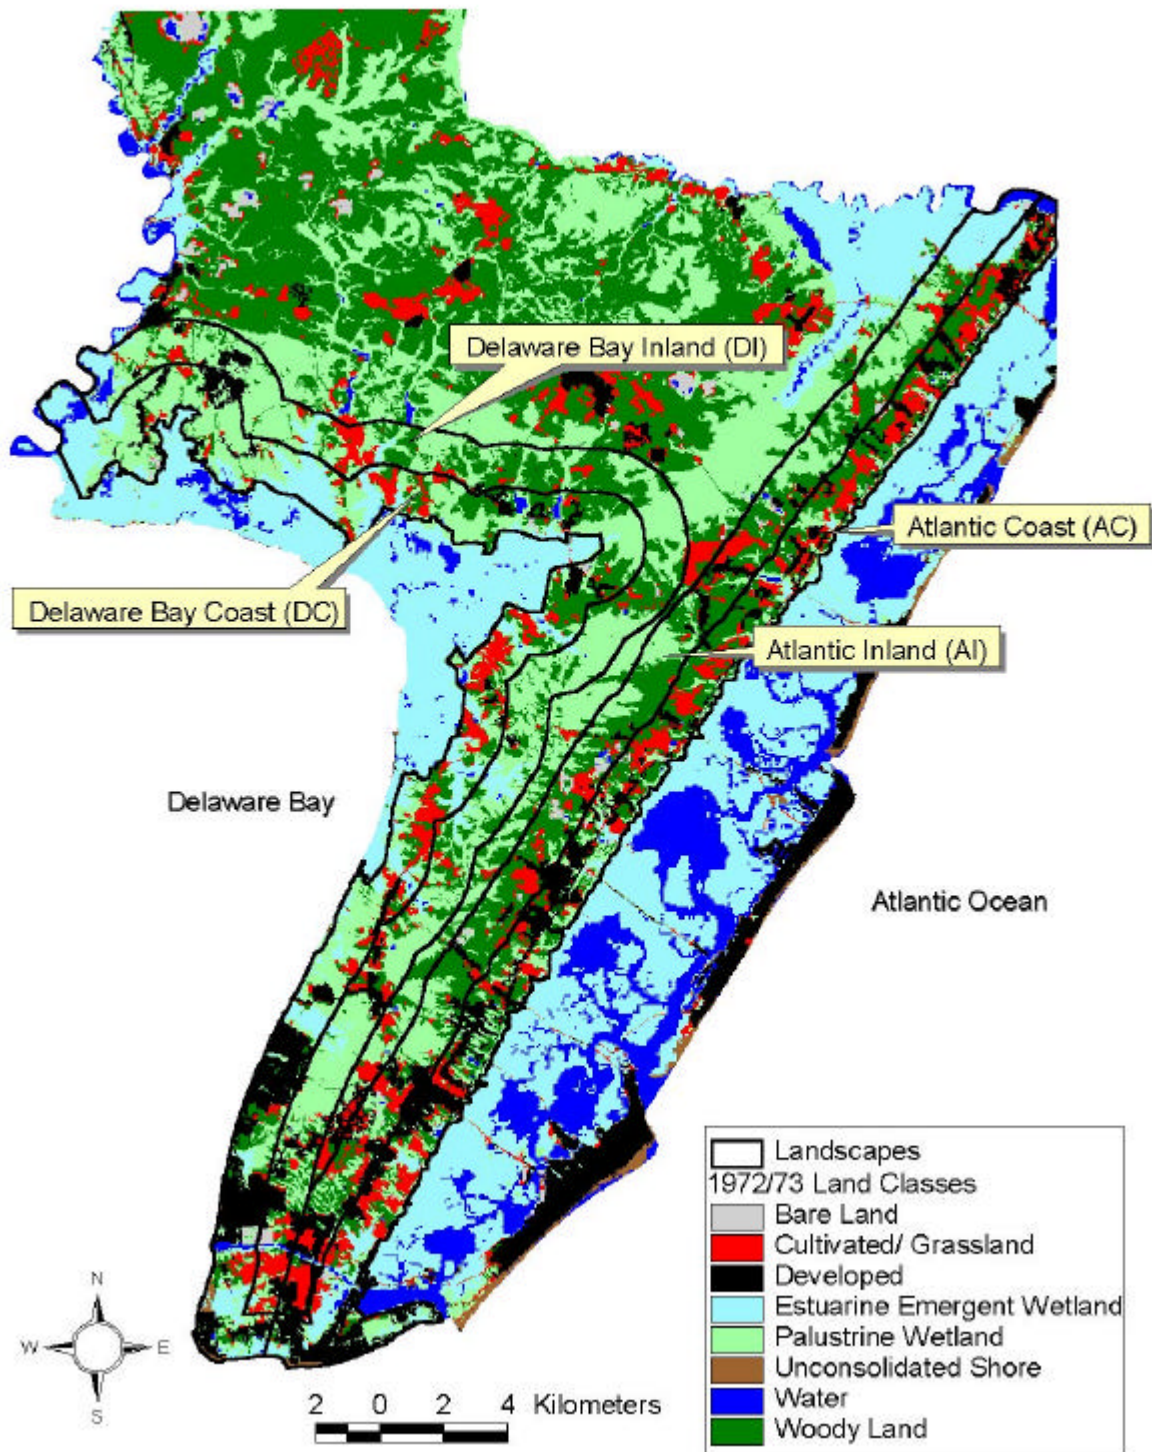 Delaware Bay Inland (DI)
Atlantic Coast (AC)
Delaware Bay Coast (DC)
Atlantic Inland (AI)
Delaware Bay
Atlantic Ocean
Landscapes
1972/73 Land Classes
Bare Land
Cultivated/ Grassland
Developed
Estuarine Emergent Wetland
Palustrine Wetland
Unconsolidated Shore
Water
Woody Land
N
W E
S
2 0 2 4 Kilometers